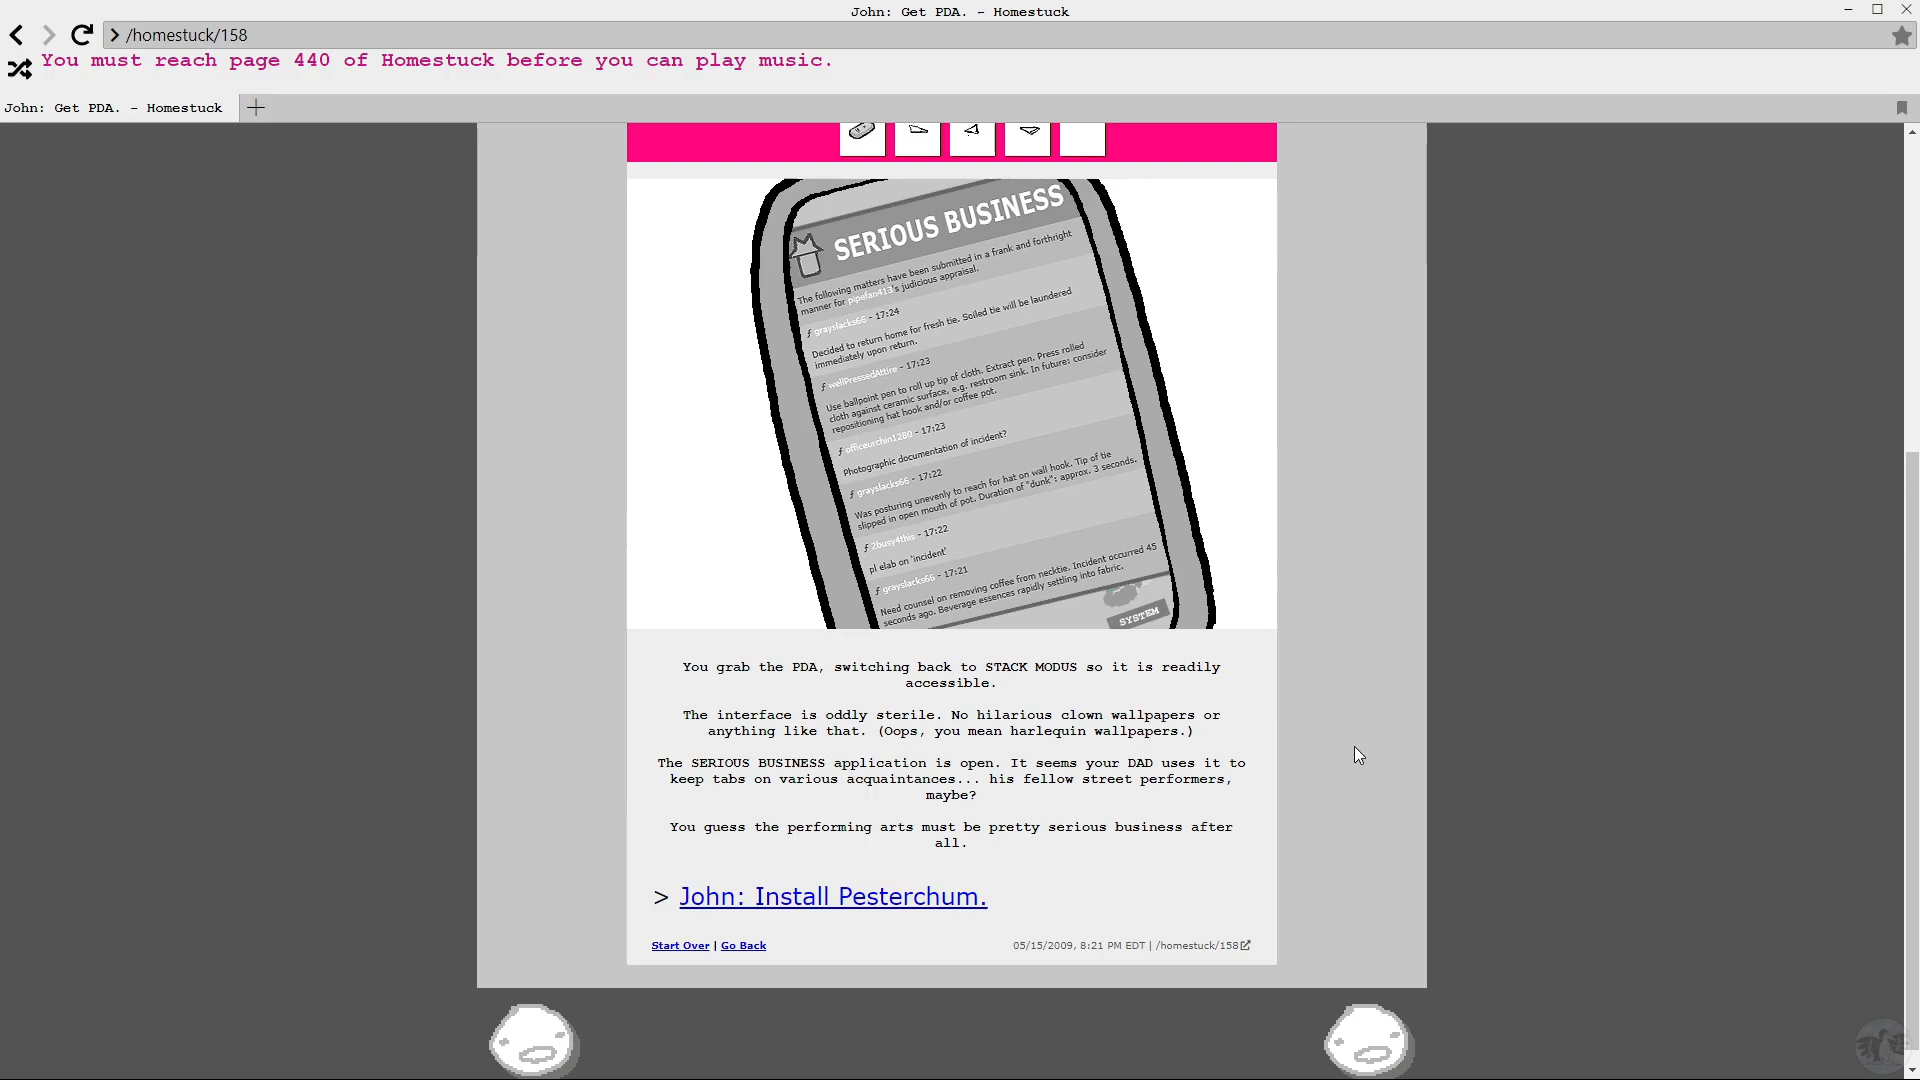 John: Get PDA. - Homestuck
/homestuck/158
You must reach page 440 of Homestuck before you can play music.
John: Get PDA. - Homestuck
SERIOUS BUSINESS
The following matters have been submitted in a frank and forthright
manner for pipefan413's judicious appraisal.
grayslacks66 - 17:24
Decided to return home for fresh tie. Soiled tie will be laundered
immediately upon return.
wellPressedAttire - 17:23
Use ballpoint pen to roll up tip of cloth. Extract pen. Press rolled
cloth against ceramic surface, e.g. restroom sink. In future: consider
repositioning hat hook and/or coffee pot.
officeurchin1280 - 17:23
Photographic documentation of incident?
grayslacks66 - 17:22
Was posturing unevenly to reach for hat on wall hook. Tip of tie
slipped in open mouth of pot. Duration of "dunk": approx. 3 seconds.
2busy4this - 17:22
pl elab on 'incident'
grayslacks66 - 17:21
Need counsel on removing coffee from necktie. Incident occurred 45
seconds ago. Beverage essences rapidly settling into fabric.
SYSTEM
You grab the PDA, switching back to STACK MODUS so it is readily
accessible.
The interface is oddly sterile. No hilarious clown wallpapers or
anything like that. (Oops, you mean harlequin wallpapers.)
The SERIOUS BUSINESS application is open. It seems your DAD uses it to
keep tabs on various acquaintances... his fellow street performers,
maybe?
You guess the performing arts must be pretty serious business after
all.
> John: Install Pesterchum.
Start Over | Go Back
05/15/2009, 8:21 PM EDT | /homestuck/158